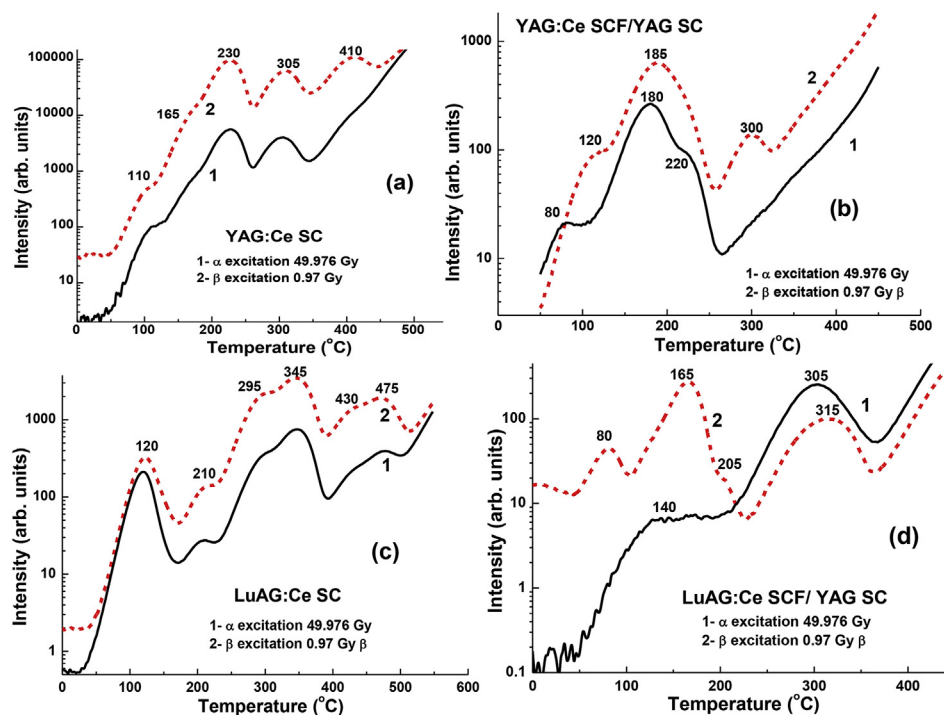 100000
10000
1000
100
10
Intensity (arb. units)
0 100 200 300 400 500
Temperature (°C)
110
165
230
305
410
2
1
(a)
YAG:Ce SC
1- α excitation 49.976 Gy
2- β excitation 0.97 Gy
YAG:Ce SCF/YAG SC
1000
100
10
Intensity (arb. units)
0 100 200 300 400 500
Temperature (°C)
80
120
185
180
220
300
2
1
(b)
1- α excitation 49.976 Gy
2- β excitation 0.97 Gy β
1000
100
10
1
Intensity (arb. units)
0 100 200 300 400 500 600
Temperature (°C)
120
210
295
345
430
475
2
1
(c)
LuAG:Ce SC
1- α excitation 49.976 Gy
2- β excitation 0.97 Gy β
100
10
1
0.1
Intensity (arb. units)
0 100 200 300 400
Temperature (°C)
80
165
205
140
305
315
2
1
(d)
LuAG:Ce SCF/ YAG SC
1- α excitation 49.976 Gy
2- β excitation 0.97 Gy β